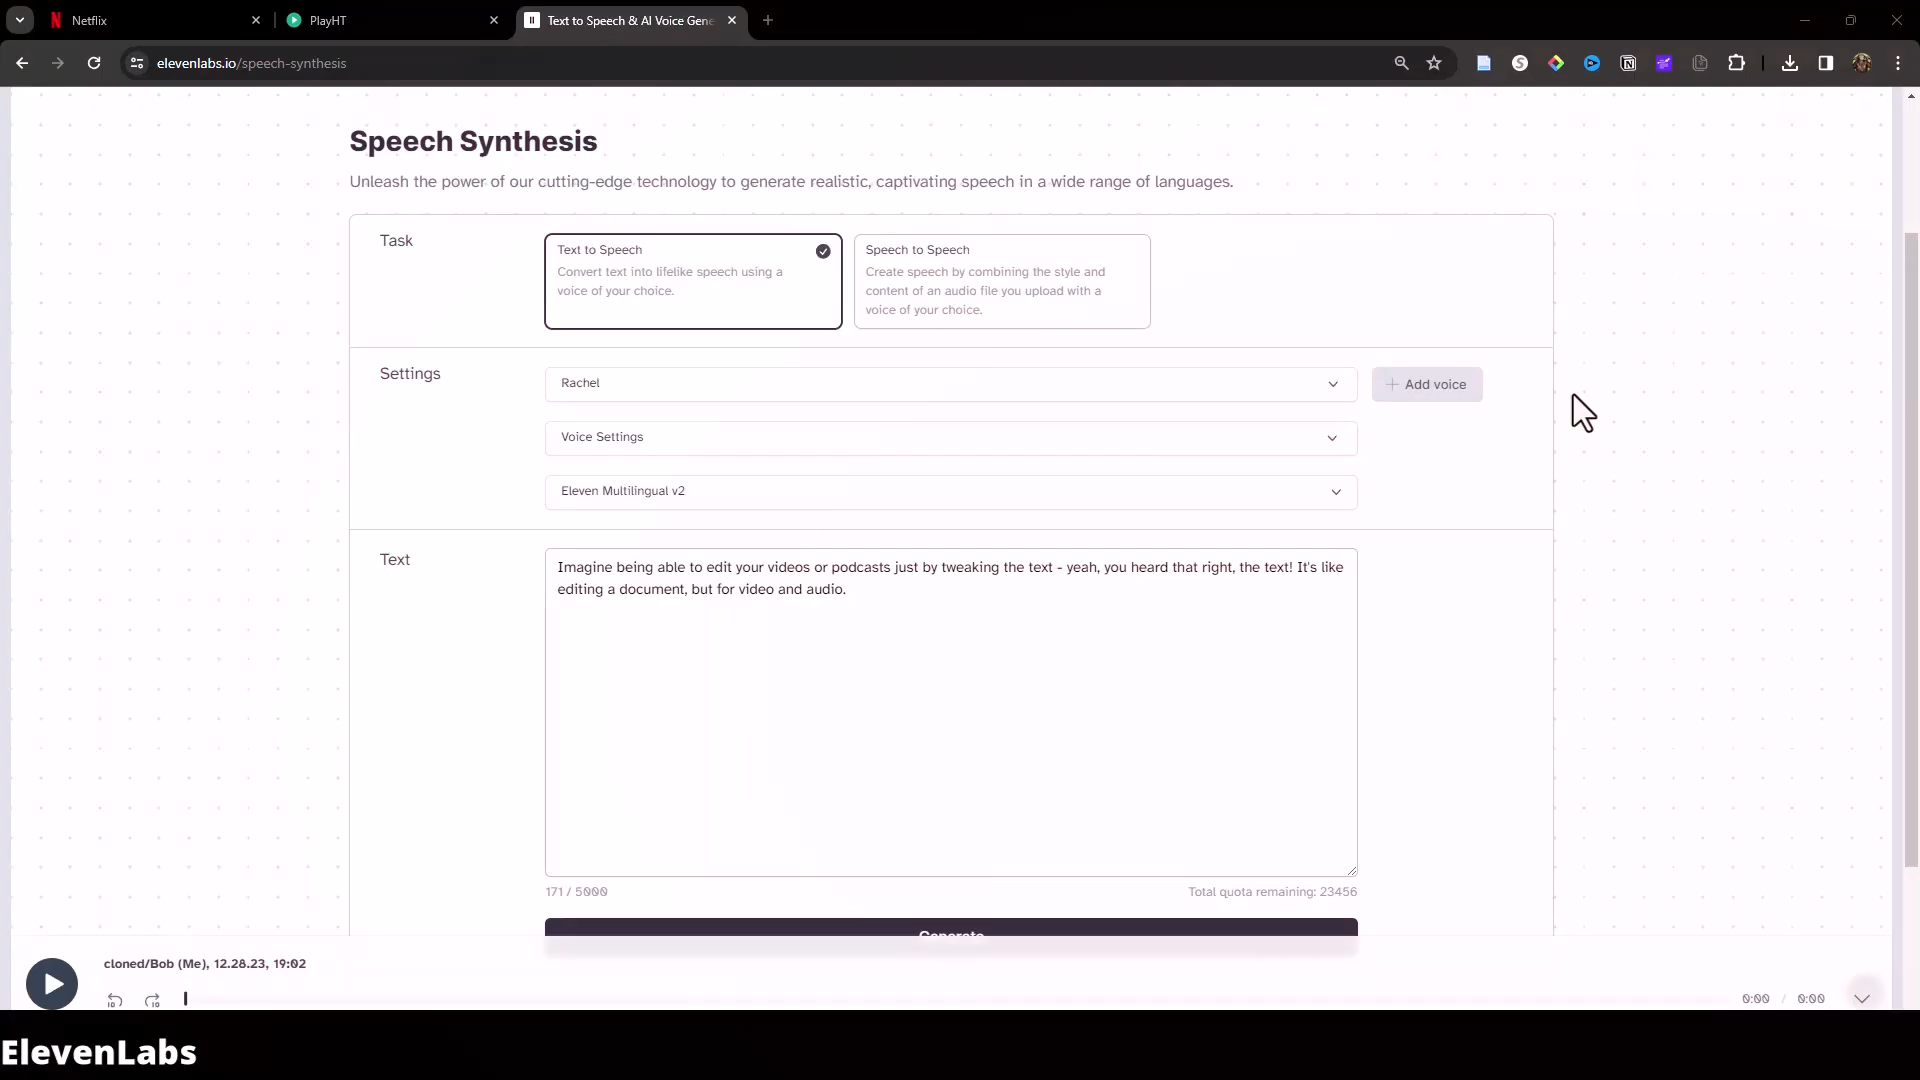 Netflix
PlayHT
Text to Speech & AI Voice Gene
elevenlabs.io/speech-synthesis
Speech Synthesis
Unleash the power of our cutting-edge technology to generate realistic, captivating speech in a wide range of languages.
Task
Text to Speech
Convert text into lifelike speech using a
voice of your choice.
Speech to Speech
Create speech by combining the style and
content of an audio file you upload with a
voice of your choice.
Settings
Rachel
Add voice
Voice Settings
Eleven Multilingual v2
Text
Imagine being able to edit your videos or podcasts just by tweaking the text - yeah, you heard that right, the text! It's like
editing a document, but for video and audio.
171 / 5000
Total quota remaining: 23456
Generate
cloned/Bob (Me), 12.28.23, 19:02
0:00 / 0:00
ElevenLabs